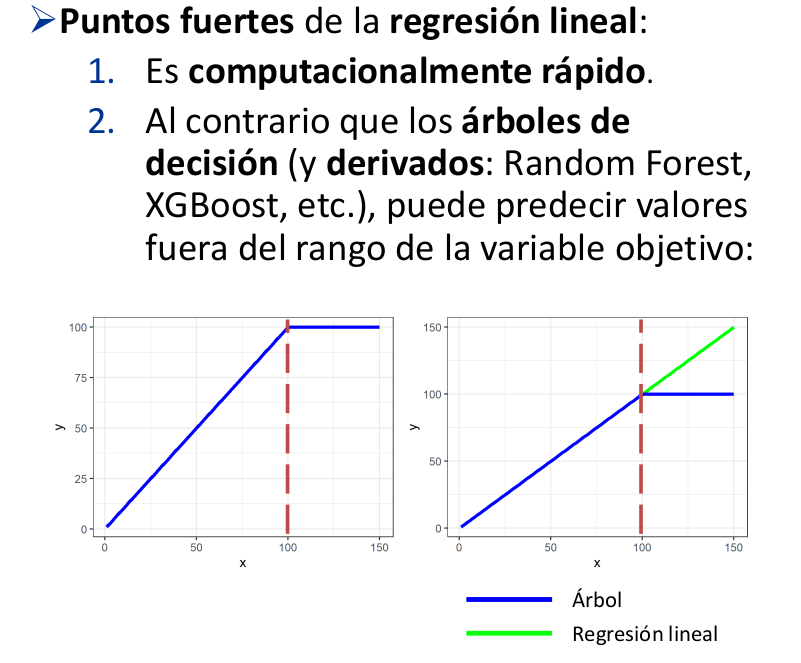 ➢Puntos fuertes de la regresión lineal:
1. Es computacionalmente rápido.
2. Al contrario que los árboles de
decisión (y derivados: Random Forest,
XGBoost, etc.), puede predecir valores
fuera del rango de la variable objetivo:
100
75
50
25
0
y
0 50 100 150
x
150
100
50
0
y
0 50 100 150
x
Árbol
Regresión lineal